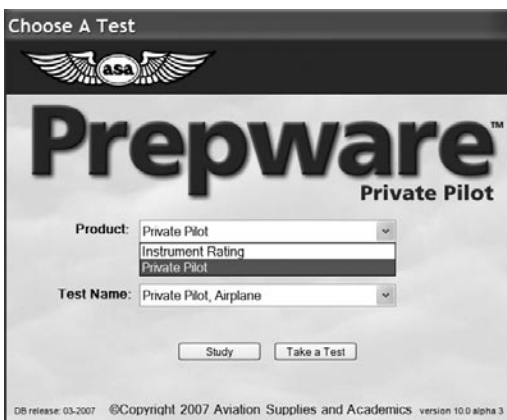 Choose A Test
asa
Prepware™
Private Pilot
Product: Private Pilot
Instrument Rating
Private Pilot
Test Name: Private Pilot, Airplane
Study Take a Test
DB release: 03-2007 ©Copyright 2007 Aviation Supplies and Academics version 10.0 alpha 3